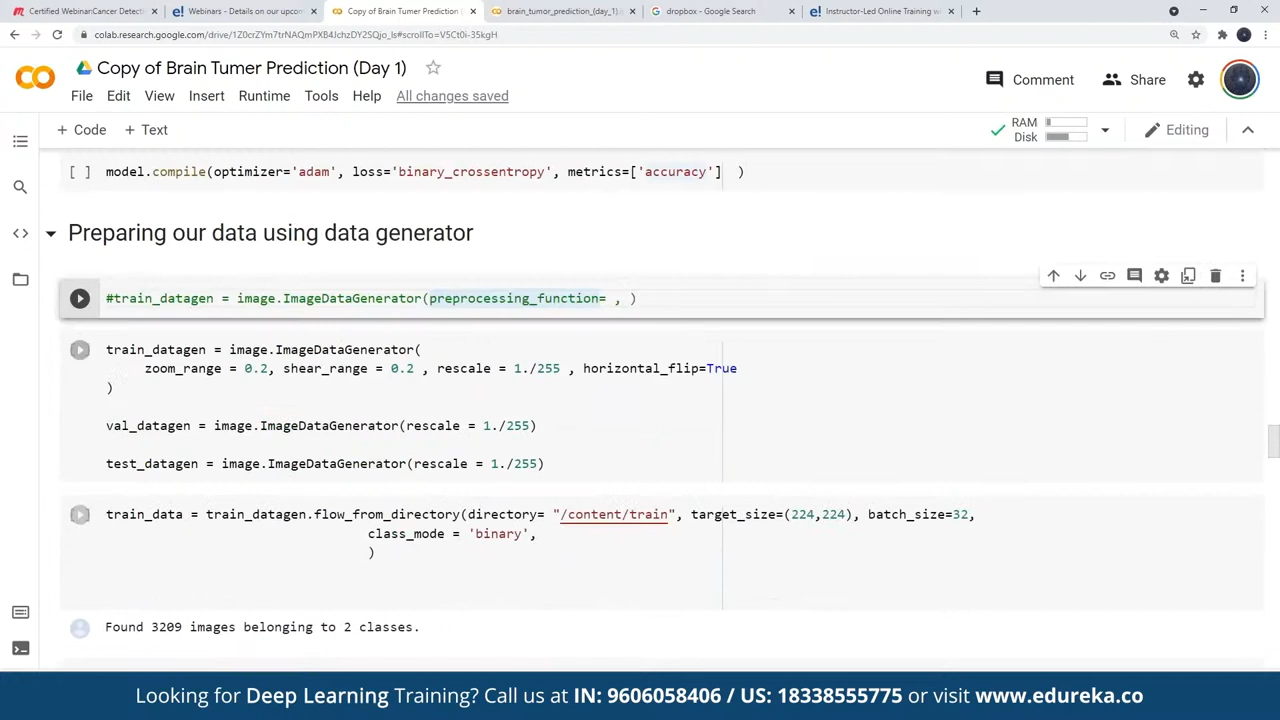 Certified Webinar:Cancer Detecti
Webinars - Details on our upcom
Copy of Brain Tumor Prediction (
brain_tumor_prediction_(day_1).
dropbox - Google Search
Instructor-Led Online Training w
colab.research.google.com/drive/1Z0crZYm7trNAQmPXB4JchzDY2SQjo_ls#scrollTo=V5Ct0i-35kgH
CO
Copy of Brain Tumer Prediction (Day 1)
Comment
Share
File Edit View Insert Runtime Tools Help All changes saved
+ Code + Text
RAM
Disk
Editing
[ ] model.compile(optimizer='adam', loss='binary_crossentropy', metrics=['accuracy'] )
Preparing our data using data generator
#train_datagen = image.ImageDataGenerator(preprocessing_function= , )
train_datagen = image.ImageDataGenerator(
zoom_range = 0.2, shear_range = 0.2 , rescale = 1./255 , horizontal_flip=True
)
val_datagen = image.ImageDataGenerator(rescale = 1./255)
test_datagen = image.ImageDataGenerator(rescale = 1./255)
train_data = train_datagen.flow_from_directory(directory= "/content/train", target_size=(224,224), batch_size=32,
class_mode = 'binary',
)
Found 3209 images belonging to 2 classes.
Looking for Deep Learning Training? Call us at IN: 9606058406 / US: 18338555775 or visit www.edureka.co